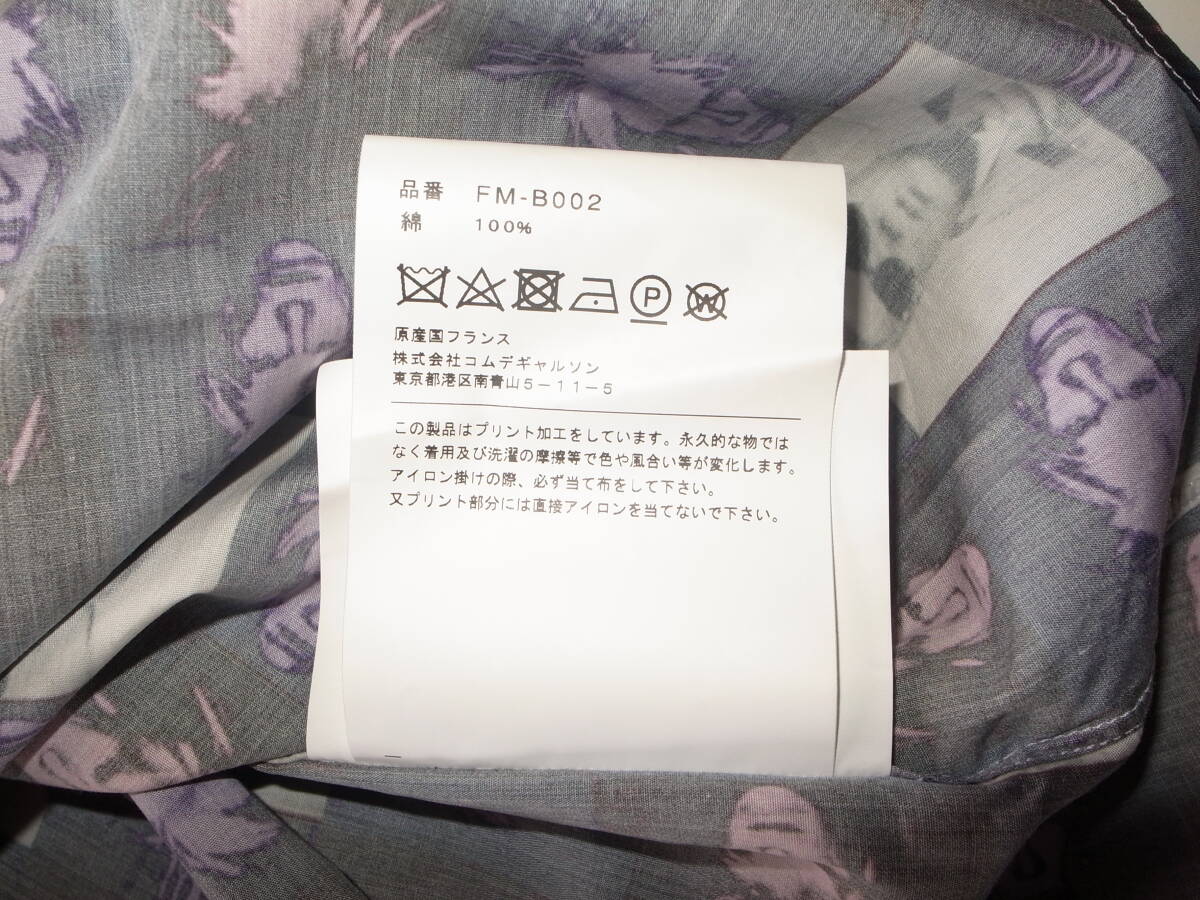 品番 FM-B002
綿 100%
P W
原産国フランス
株式会社コムデギャルソン
東京都港区南青山5-11-5
この製品はプリント加工をしています。永久的な物では
なく着用及び洗濯の摩擦等で色や風合い等が変化します。
アイロン掛けの際、必ず当て布をして下さい。
又プリント部分には直接アイロンを当てないで下さい。